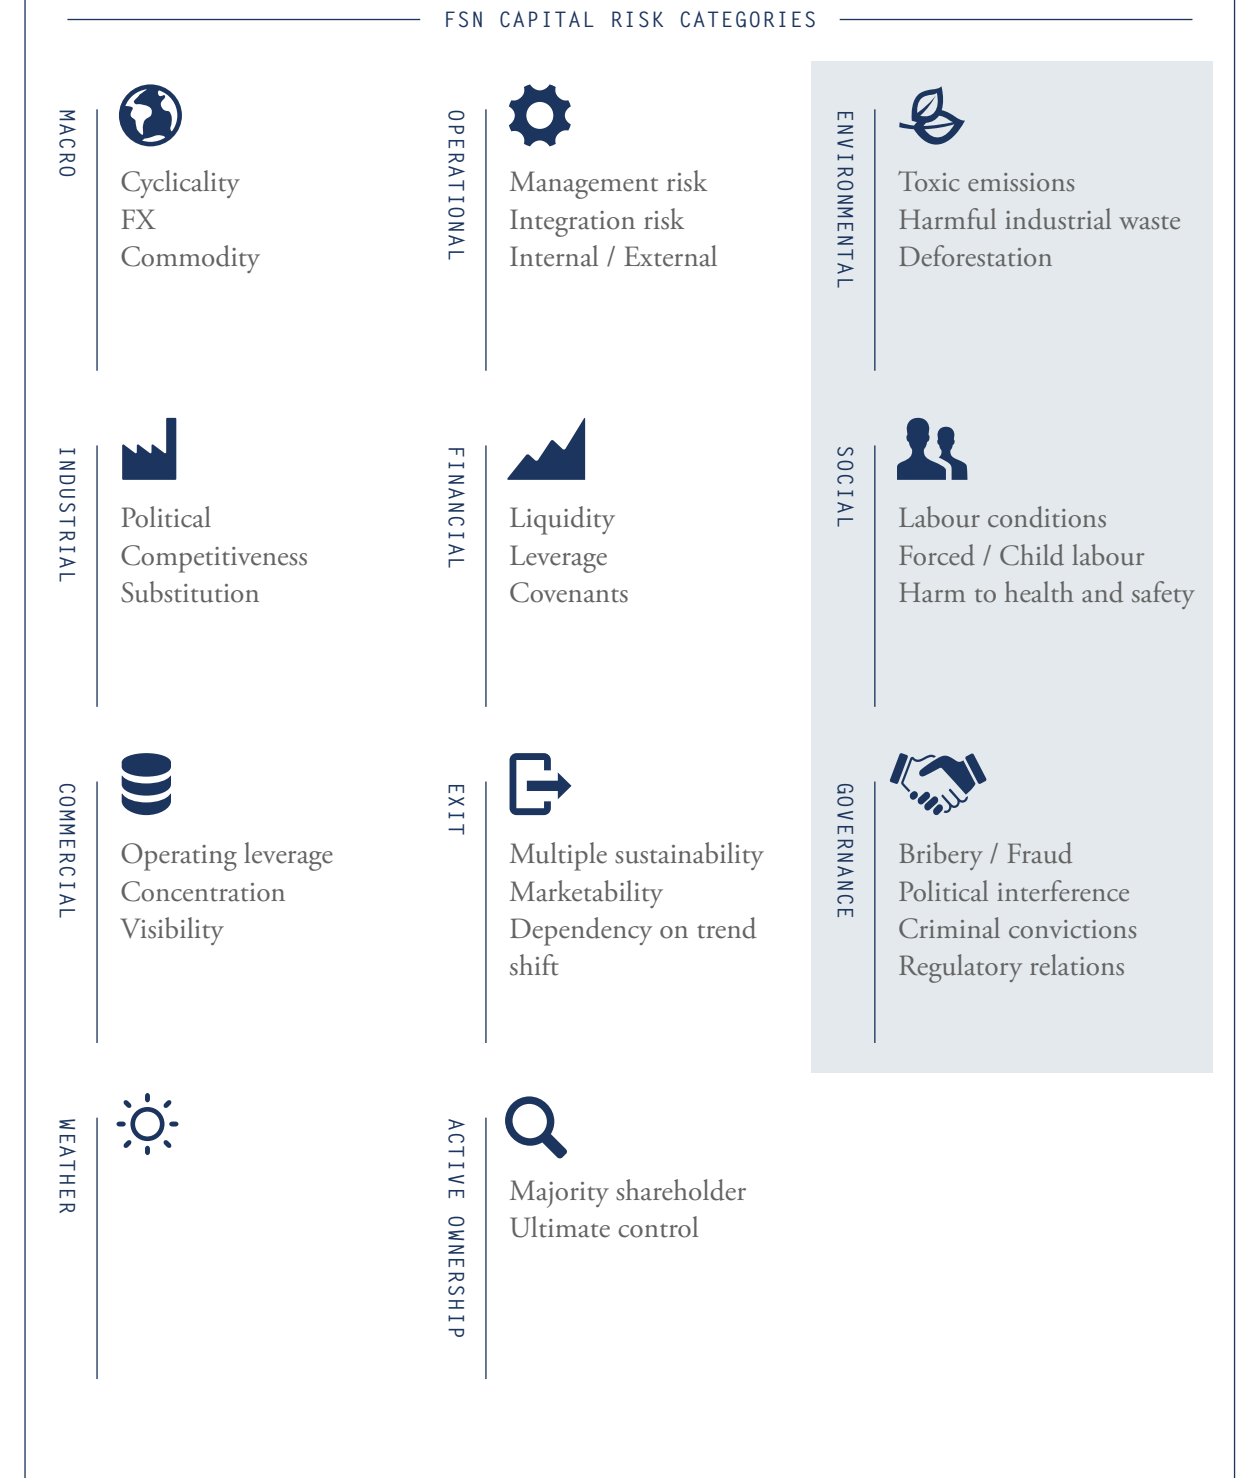 FSN CAPITAL RISK CATEGORIES
MACRO
Cyclicality
FX
Commodity
OPERATIONAL
Management risk
Integration risk
Internal / External
ENVIRONMENTAL
Toxic emissions
Harmful industrial waste
Deforestation
INDUSTRIAL
Political
Competitiveness
Substitution
FINANCIAL
Liquidity
Leverage
Covenants
SOCIAL
Labour conditions
Forced / Child labour
Harm to health and safety
COMMERCIAL
Operating leverage
Concentration
Visibility
EXIT
Multiple sustainability
Marketability
Dependency on trend
shift
GOVERNANCE
Bribery / Fraud
Political interference
Criminal convictions
Regulatory relations
WEATHER
ACTIVE OWNERSHIP
Majority shareholder
Ultimate control